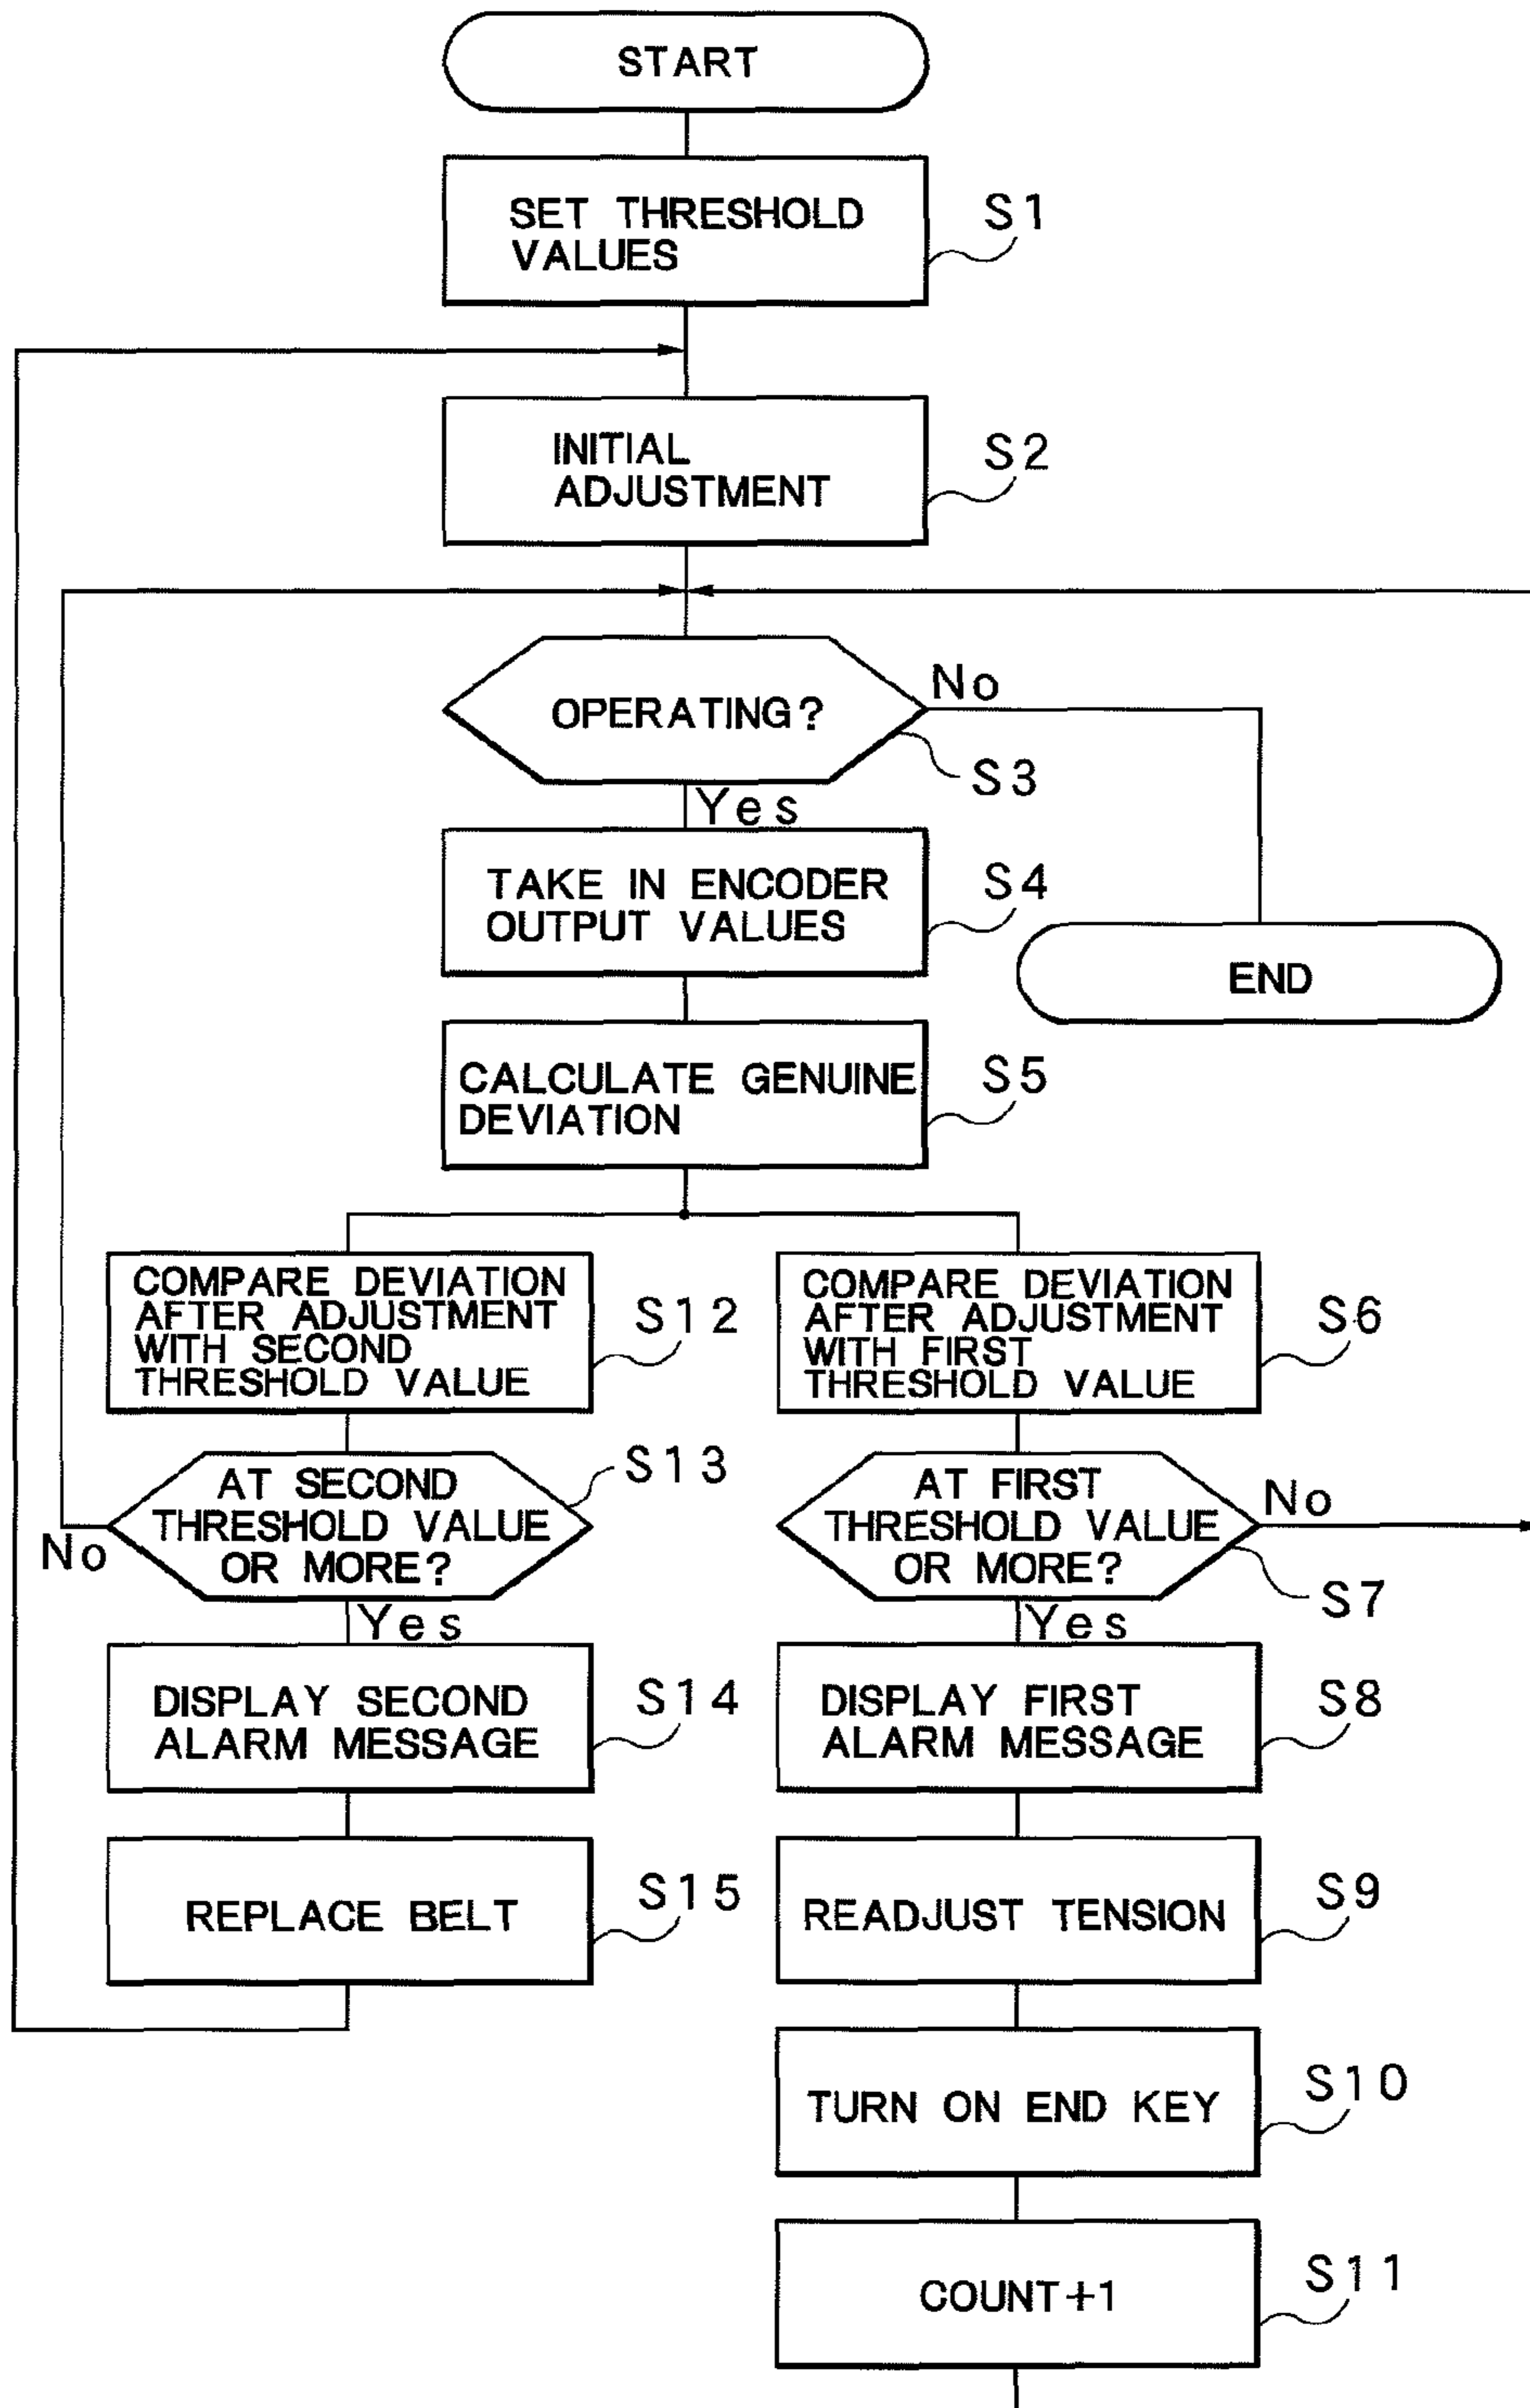 START
SET THRESHOLD
VALUES
S1
INITIAL
ADJUSTMENT
S2
OPERATING?
No
S3
Yes
TAKE IN ENCODER
OUTPUT VALUES
S4
END
CALCULATE GENUINE
DEVIATION
S5
COMPARE DEVIATION
AFTER ADJUSTMENT
WITH SECOND
THRESHOLD VALUE
S12
COMPARE DEVIATION
AFTER ADJUSTMENT
WITH FIRST
THRESHOLD VALUE
S6
AT SECOND
THRESHOLD VALUE
OR MORE?
S13
No
Yes
AT FIRST
THRESHOLD VALUE
OR MORE?
No
S7
Yes
DISPLAY SECOND
ALARM MESSAGE
S14
DISPLAY FIRST
ALARM MESSAGE
S8
REPLACE BELT
S15
READJUST TENSION
S9
TURN ON END KEY
S10
COUNT+1
S11